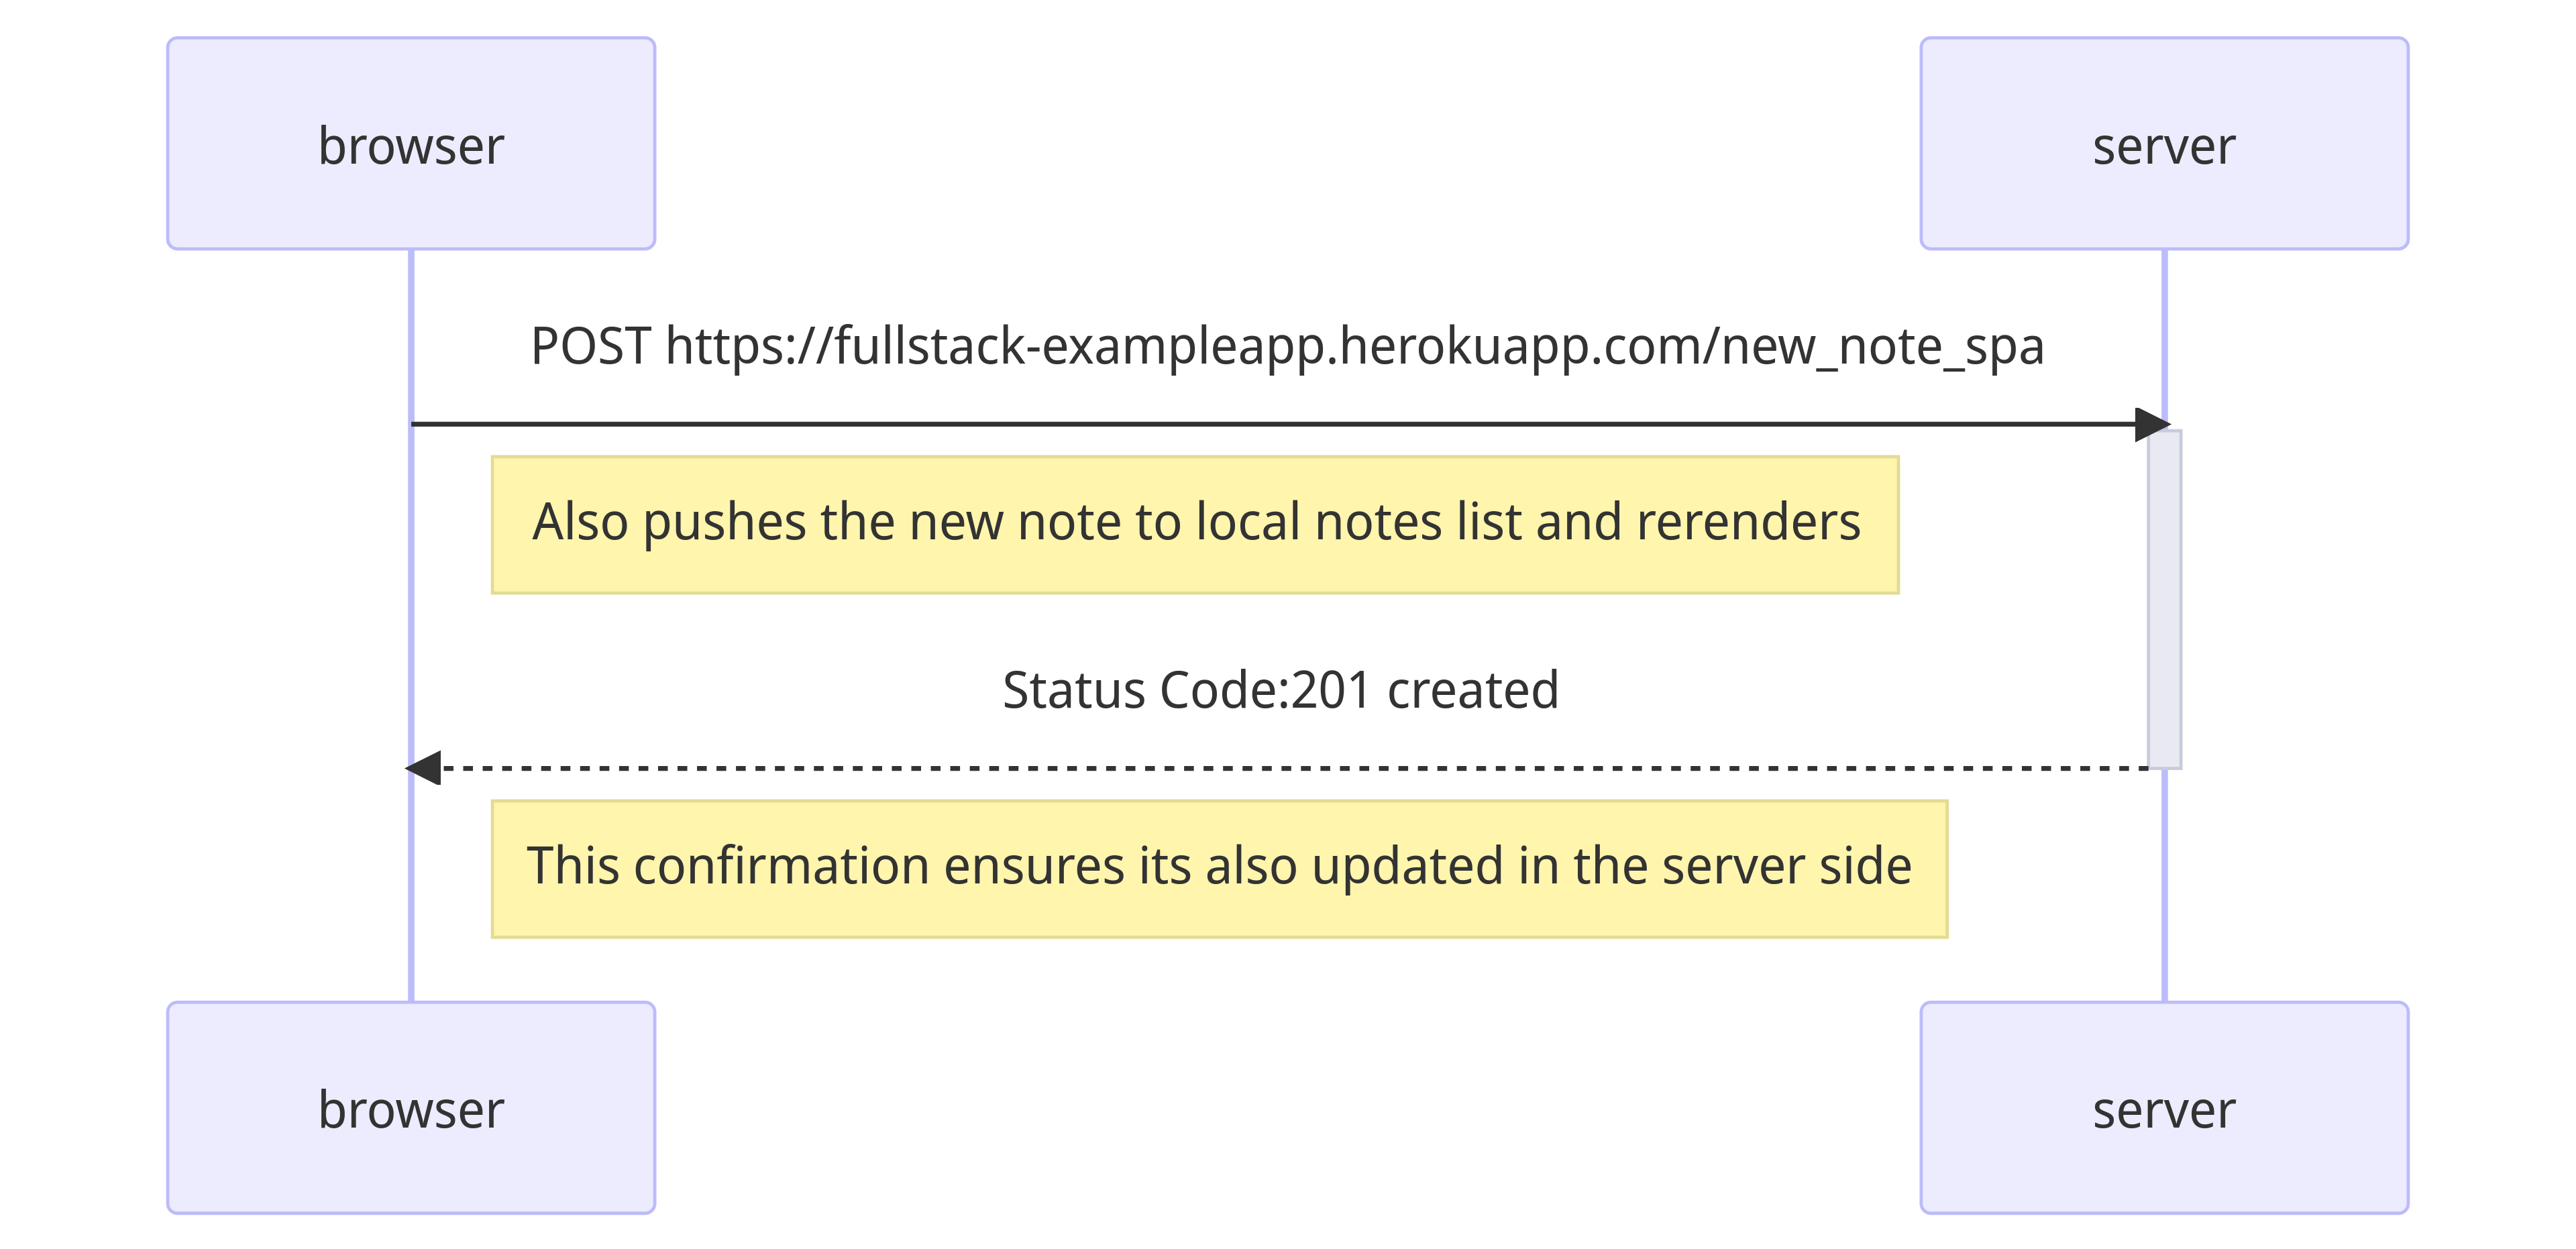 browser
server
POST https://fullstack-exampleapp.herokuapp.com/new_note_spa
Also pushes the new note to local notes list and rerenders
Status Code:201 created
This confirmation ensures its also updated in the server side
browser
server